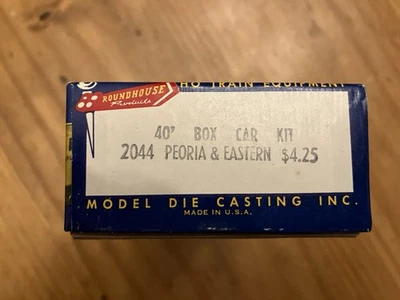 HO TRAIN EQUIPMENT
ROUNDHOUSE
Products
40' BOX CAR KIT
2044 PEORIA & EASTERN $4.25
MODEL DIE CASTING INC.
MADE IN U.S.A.